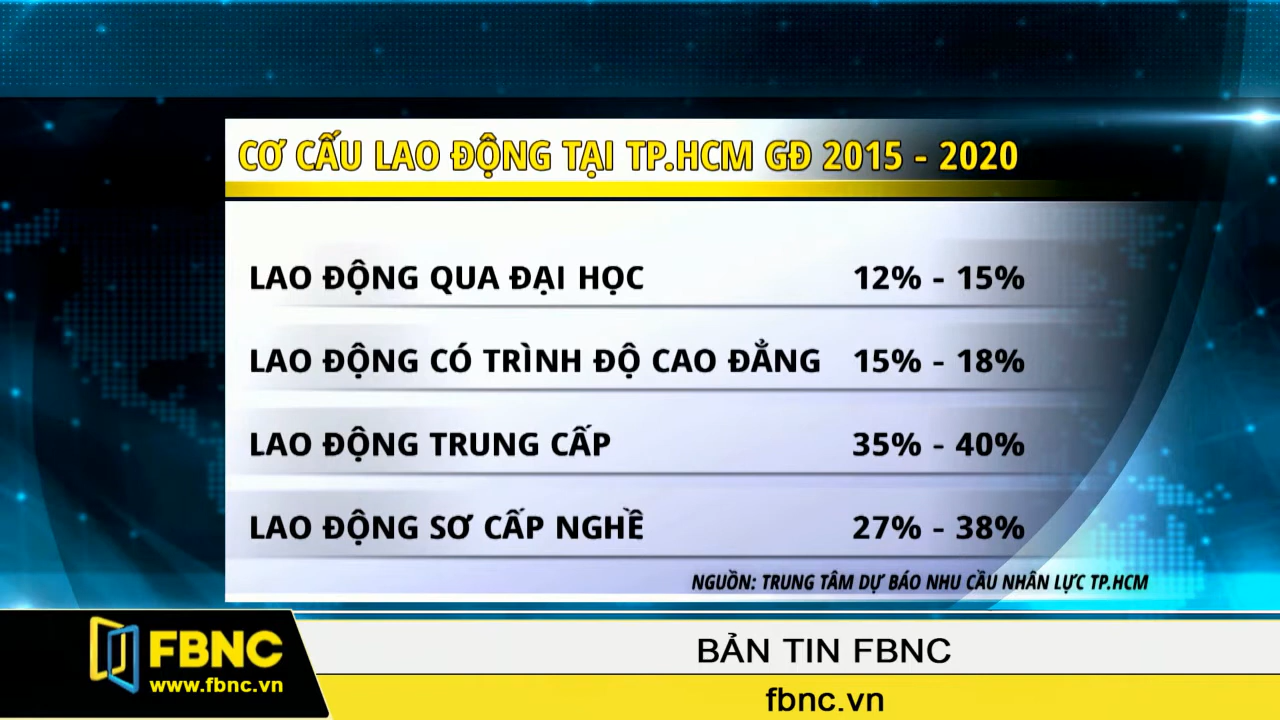 CƠ CẤU LAO ĐỘNG TẠI TP.HCM GĐ 2015 - 2020
LAO ĐỘNG QUA ĐẠI HỌC 12% - 15%
LAO ĐỘNG CÓ TRÌNH ĐỘ CAO ĐẲNG 15% - 18%
LAO ĐỘNG TRUNG CẤP 35% - 40%
LAO ĐỘNG SƠ CẤP NGHỀ 27% - 38%
NGUỒN: TRUNG TÂM DỰ BÁO NHU CẦU NHÂN LỰC TP.HCM
FBNC
www.fbnc.vn
BẢN TIN FBNC
fbnc.vn